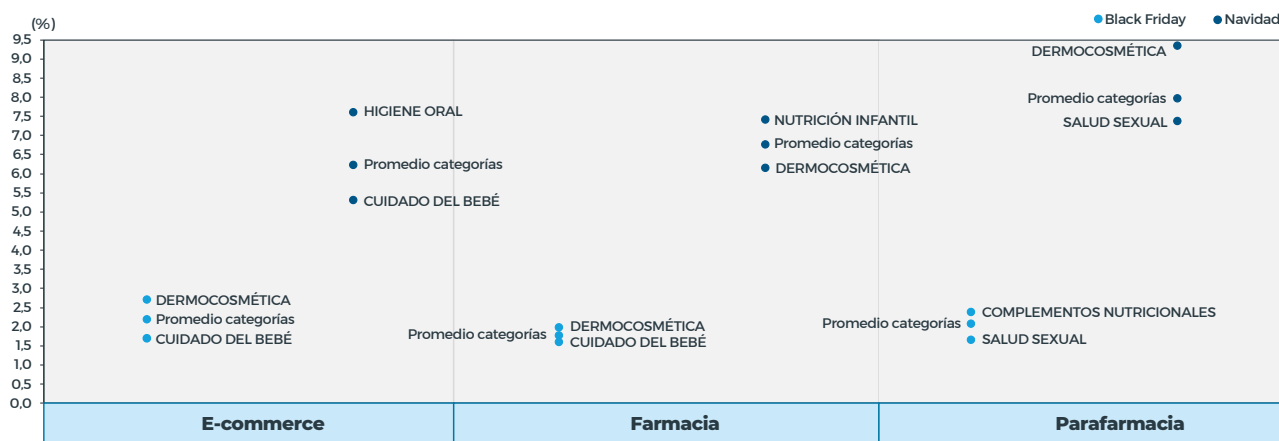 (%)
Black Friday
Navidad
9,5
9,0
8,5
8,0
7,5
7,0
6,5
6,0
5,5
5,0
4,5
4,0
3,5
3,0
2,5
2,0
1,5
1,0
0,5
0,0
HIGIENE ORAL
Promedio categorías
CUIDADO DEL BEBÉ
DERMOCOSMÉTICA
Promedio categorías
CUIDADO DEL BEBÉ
NUTRICIÓN INFANTIL
Promedio categorías
DERMOCOSMÉTICA
DERMOCOSMÉTICA
Promedio categorías
CUIDADO DEL BEBÉ
DERMOCOSMÉTICA
Promedio categorías
SALUD SEXUAL
COMPLEMENTOS NUTRICIONALES
Promedio categorías
SALUD SEXUAL
E-commerce
Farmacia
Parafarmacia